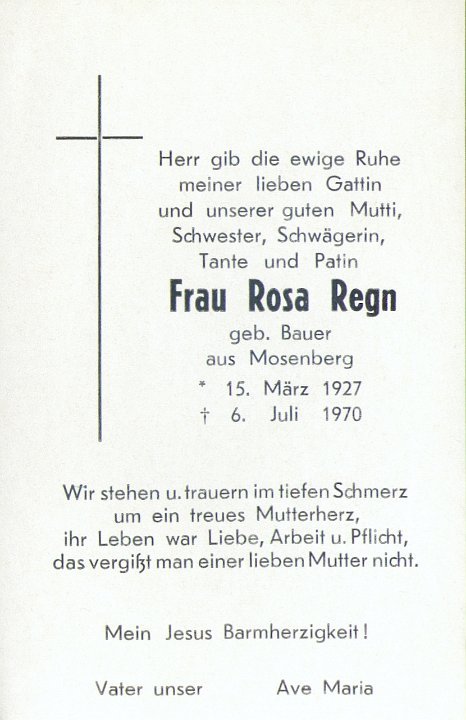 Herr gib die ewige Ruhe
meiner lieben Gattin
und unserer guten Mutti,
Schwester, Schwägerin,
Tante und Patin
Frau Rosa Regn
geb. Bauer
aus Mosenberg
* 15. März 1927
† 6. Juli 1970
Wir stehen u. trauern im tiefen Schmerz
um ein treues Mutterherz,
ihr Leben war Liebe, Arbeit u. Pflicht,
das vergißt man einer lieben Mutter nicht.
Mein Jesus Barmherzigkeit!
Vater unser Ave Maria